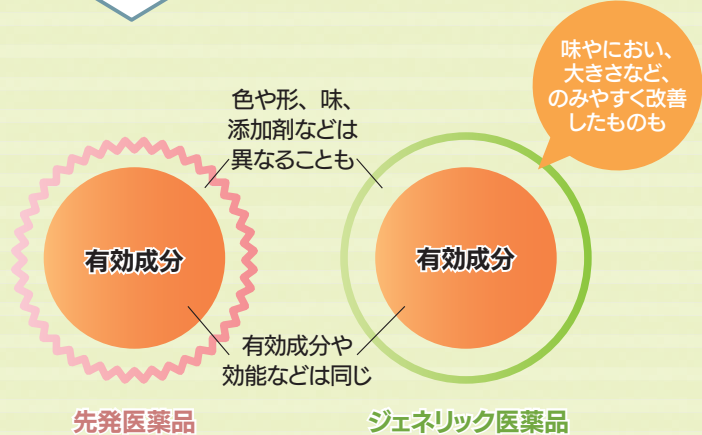 味やにおい、
大きさなど、
のみやすく改善
したものも
色や形、味、
添加剤などは
異なることも
有効成分
有効成分
有効成分や
効能などは同じ
先発医薬品
ジェネリック医薬品